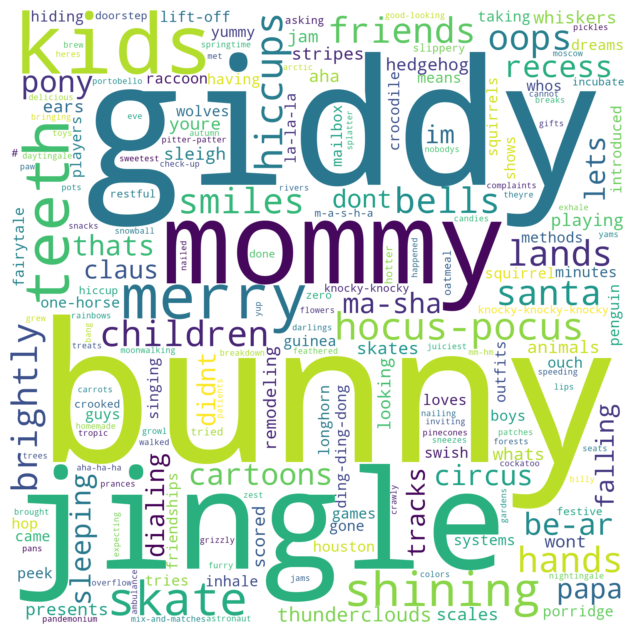 kids
giddy
hiccups
friends
oops
recess
hiding
doorstep
lift-off
yummy
asking
good-looking
jam
taking
whiskers
pickles
brew
springtime
heres
portobello
raccoon
having
stripes
aha
slippery
means
dreams
moscow
pony
ears
wolves
hedgehog
whos
incubate
delicious
met
la-la-la
arctic
cannot
breaks
bringing
toys
eve
autumn
players
youre
mailbox
splatter
crocodile
im
squirrels
shows
lets
gifts
introduced
#
daytingale
pitter-patter
sleigh
nobodys
teeth
paw
sweetest
check-up
restful
rivers
smiles
dont
bells
complaints
theyre
playing
exhale
fairytale
pots
snowball
m-a-s-h-a
candies
yams
thats
mommy
lands
snacks
nailed
done
hotter
happened
oatmeal
squirrel
methods
minutes
claus
one-horse
hiccup
merry
yup
zero
knocky-knocky
ma-sha
santa
penguin
rainbows
flowers
knocky-knocky-knocky
grew
bang
children
darlings
guinea
hocus-pocus
brightly
treats
moonwalking
breakdown
feathered
skates
juiciest
mm-hm
animals
ouch
speeding
bunny
carrots
crooked
guys
homemade
tropic
singing
didnt
patients
remodeling
longhorn
looking
outfits
lips
loves
boys
falling
trees
growl
walked
tried
ding-ding-dong
nailing
inviting
pinecones
sneezes
swish
patches
forests
whats
seats
aha-ha-ha
jingle
cartoons
circus
cockatoo
billy
sleeping
prances
dialing
friendships
zest
scored
games
gone
crawly
tracks
be-ar
festive
brought
hop
came
pans
grizzly
houston
systems
gardens
wont
hands
peek
expecting
furry
tries
inhale
jams
colors
shining
papa
nightingale
overflow
ambulance
presents
skate
thunderclouds
scales
porridge
pandemonium
mix-and-matches
astronaut